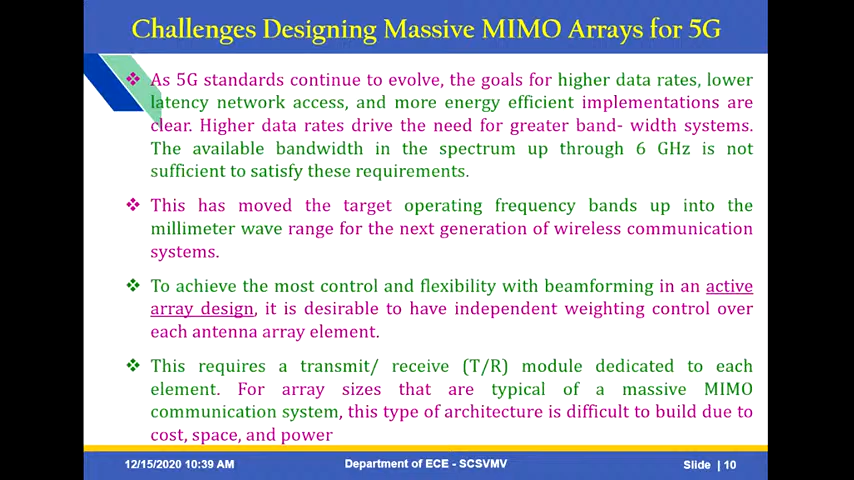 Challenges Designing Massive MIMO Arrays for 5G
❖ As 5G standards continue to evolve, the goals for higher data rates, lower
latency network access, and more energy efficient implementations are
clear. Higher data rates drive the need for greater band- width systems.
The available bandwidth in the spectrum up through 6 GHz is not
sufficient to satisfy these requirements.
❖ This has moved the target operating frequency bands up into the
millimeter wave range for the next generation of wireless communication
systems.
❖ To achieve the most control and flexibility with beamforming in an active
array design, it is desirable to have independent weighting control over
each antenna array element.
❖ This requires a transmit/ receive (T/R) module dedicated to each
element. For array sizes that are typical of a massive MIMO
communication system, this type of architecture is difficult to build due to
cost, space, and power
12/15/2020 10:39 AM Department of ECE - SCSVMV Slide | 10